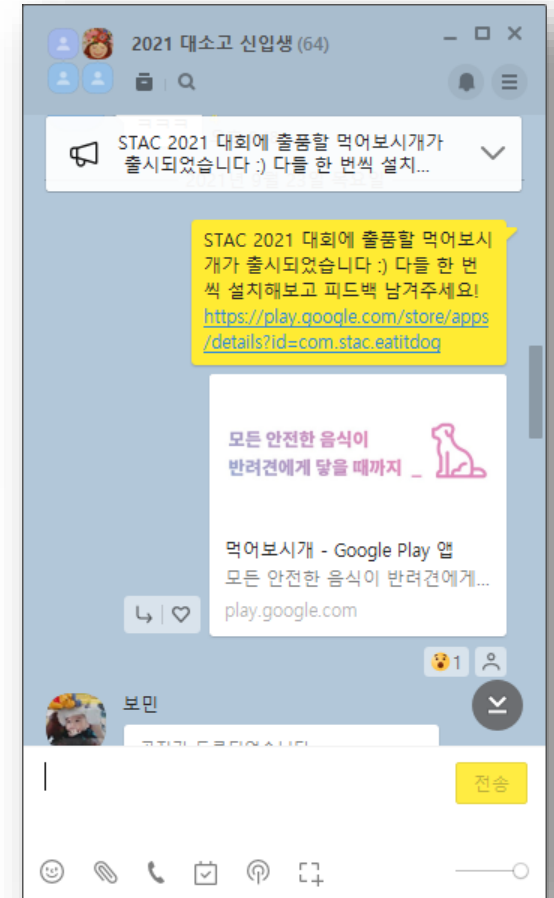 2021 대소고 신입생 (64)
STAC 2021 대회에 출품할 먹어보시개가
출시되었습니다 :) 다들 한 번씩 설치...
STAC 2021 대회에 출품할 먹어보시
개가 출시되었습니다 :) 다들 한 번
씩 설치해보고 피드백 남겨주세요!
https://play.google.com/store/apps
/details?id=com.stac.eatitdog
모든 안전한 음식이
반려견에게 닿을 때까지 _
먹어보시개 - Google Play 앱
모든 안전한 음식이 반려견에게...
play.google.com
1
보민
전송